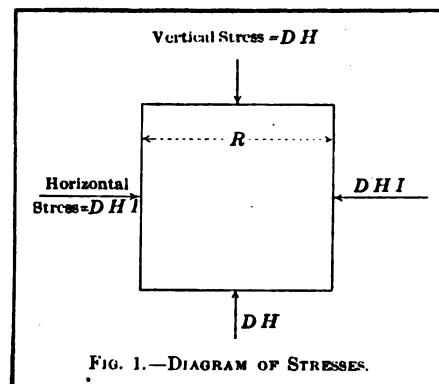 Vertical Stress = D H
R
Horizontal
Stress = D H I
D H I
D H
FIG. 1.—DIAGRAM OF STRESSES.